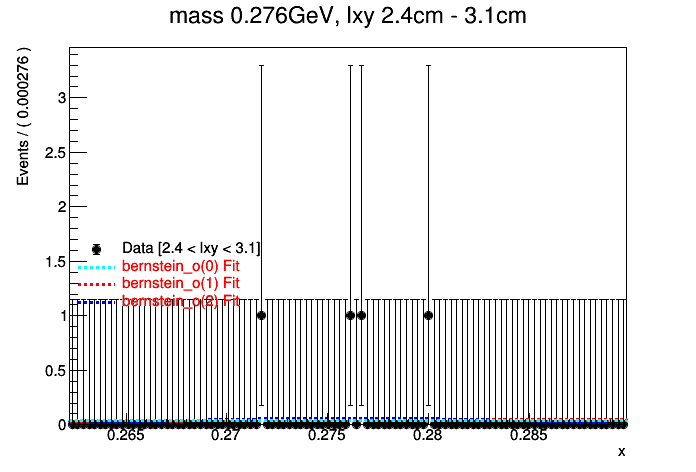 mass 0.276GeV, lxy 2.4cm - 3.1cm
Events / ( 0.000276 )
3
2.5
2
1.5
1
0.5
0
Data [2.4 < lxy < 3.1]
bernstein_o(0) Fit
bernstein_o(1) Fit
bernstein_o(2) Fit
0.265 0.27 0.275 0.28 0.285
x